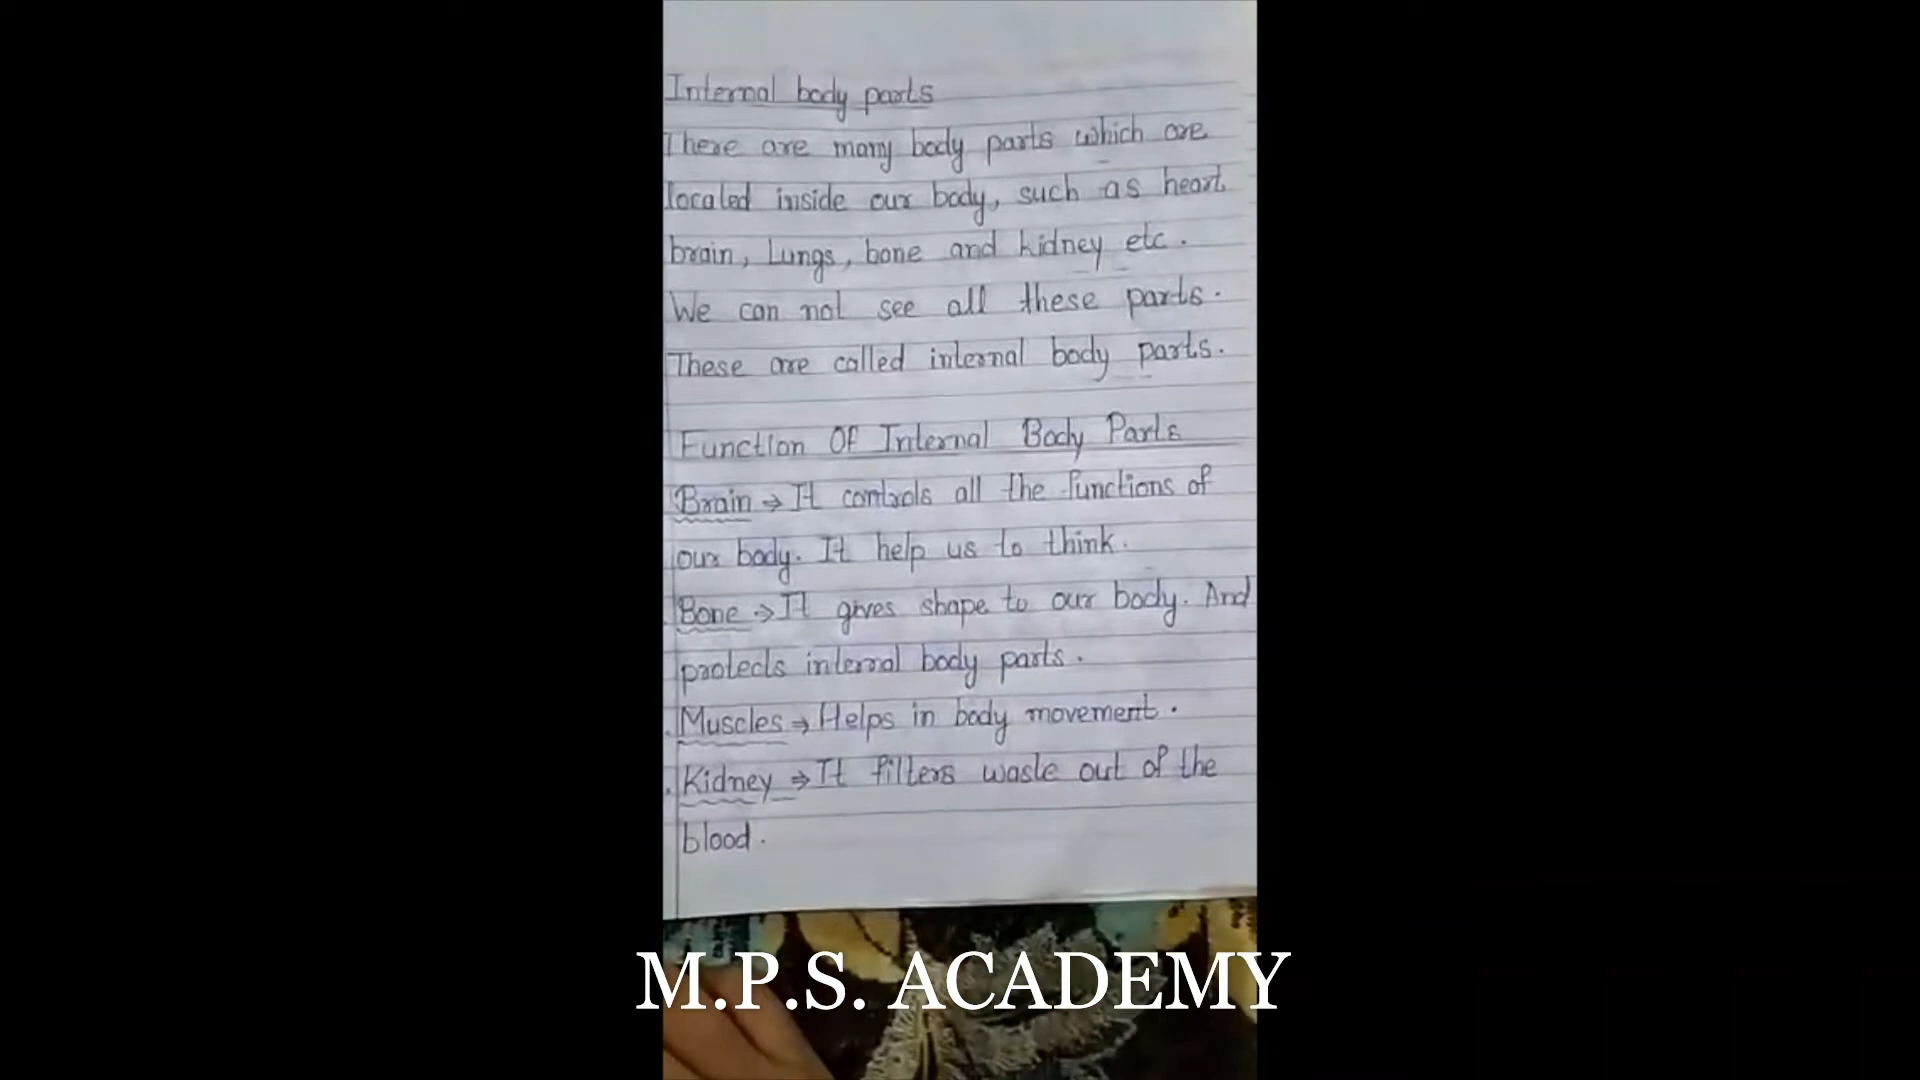 Internal body parts
There are many body parts which are
located inside our body, such as heart
brain, Lungs, bone and kidney etc.
We can not see all these parts.
These are called internal body parts.
Function Of Internal Body Parts
Brain → It controls all the functions of
our body. It help us to think.
Bone → It gives shape to our body. And
protects internal body parts.
Muscles → Helps in body movement.
Kidney → It filters waste out of the
blood.
M.P.S. ACADEMY